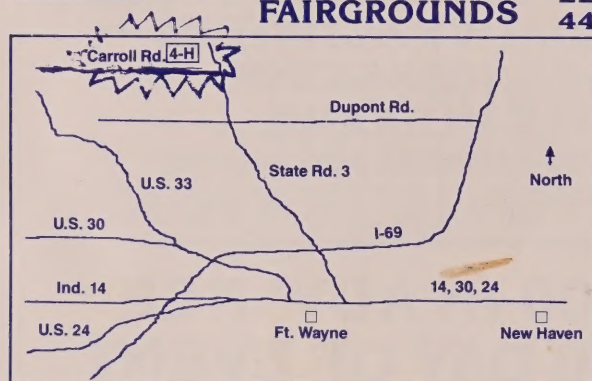 FAIRGROUNDS
44
Carroll Rd. 4-H
Dupont Rd.
U.S. 33
State Rd. 3
North
U.S. 30
I-69
Ind. 14
14, 30, 24
U.S. 24
Ft. Wayne
New Haven